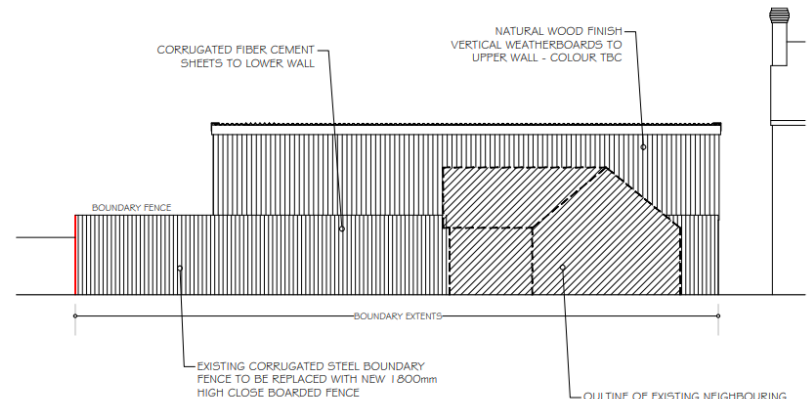 CORRUGATED FIBER CEMENT
SHEETS TO LOWER WALL
NATURAL WOOD FINISH
VERTICAL WEATHERBOARDS TO
UPPER WALL - COLOUR TBC
BOUNDARY FENCE
BOUNDARY EXTENTS
EXISTING CORRUGATED STEEL BOUNDARY
FENCE TO BE REPLACED WITH NEW 1800mm
HIGH CLOSE BOARDED FENCE
OULTINE OF EXISTING NEIGHBOURING